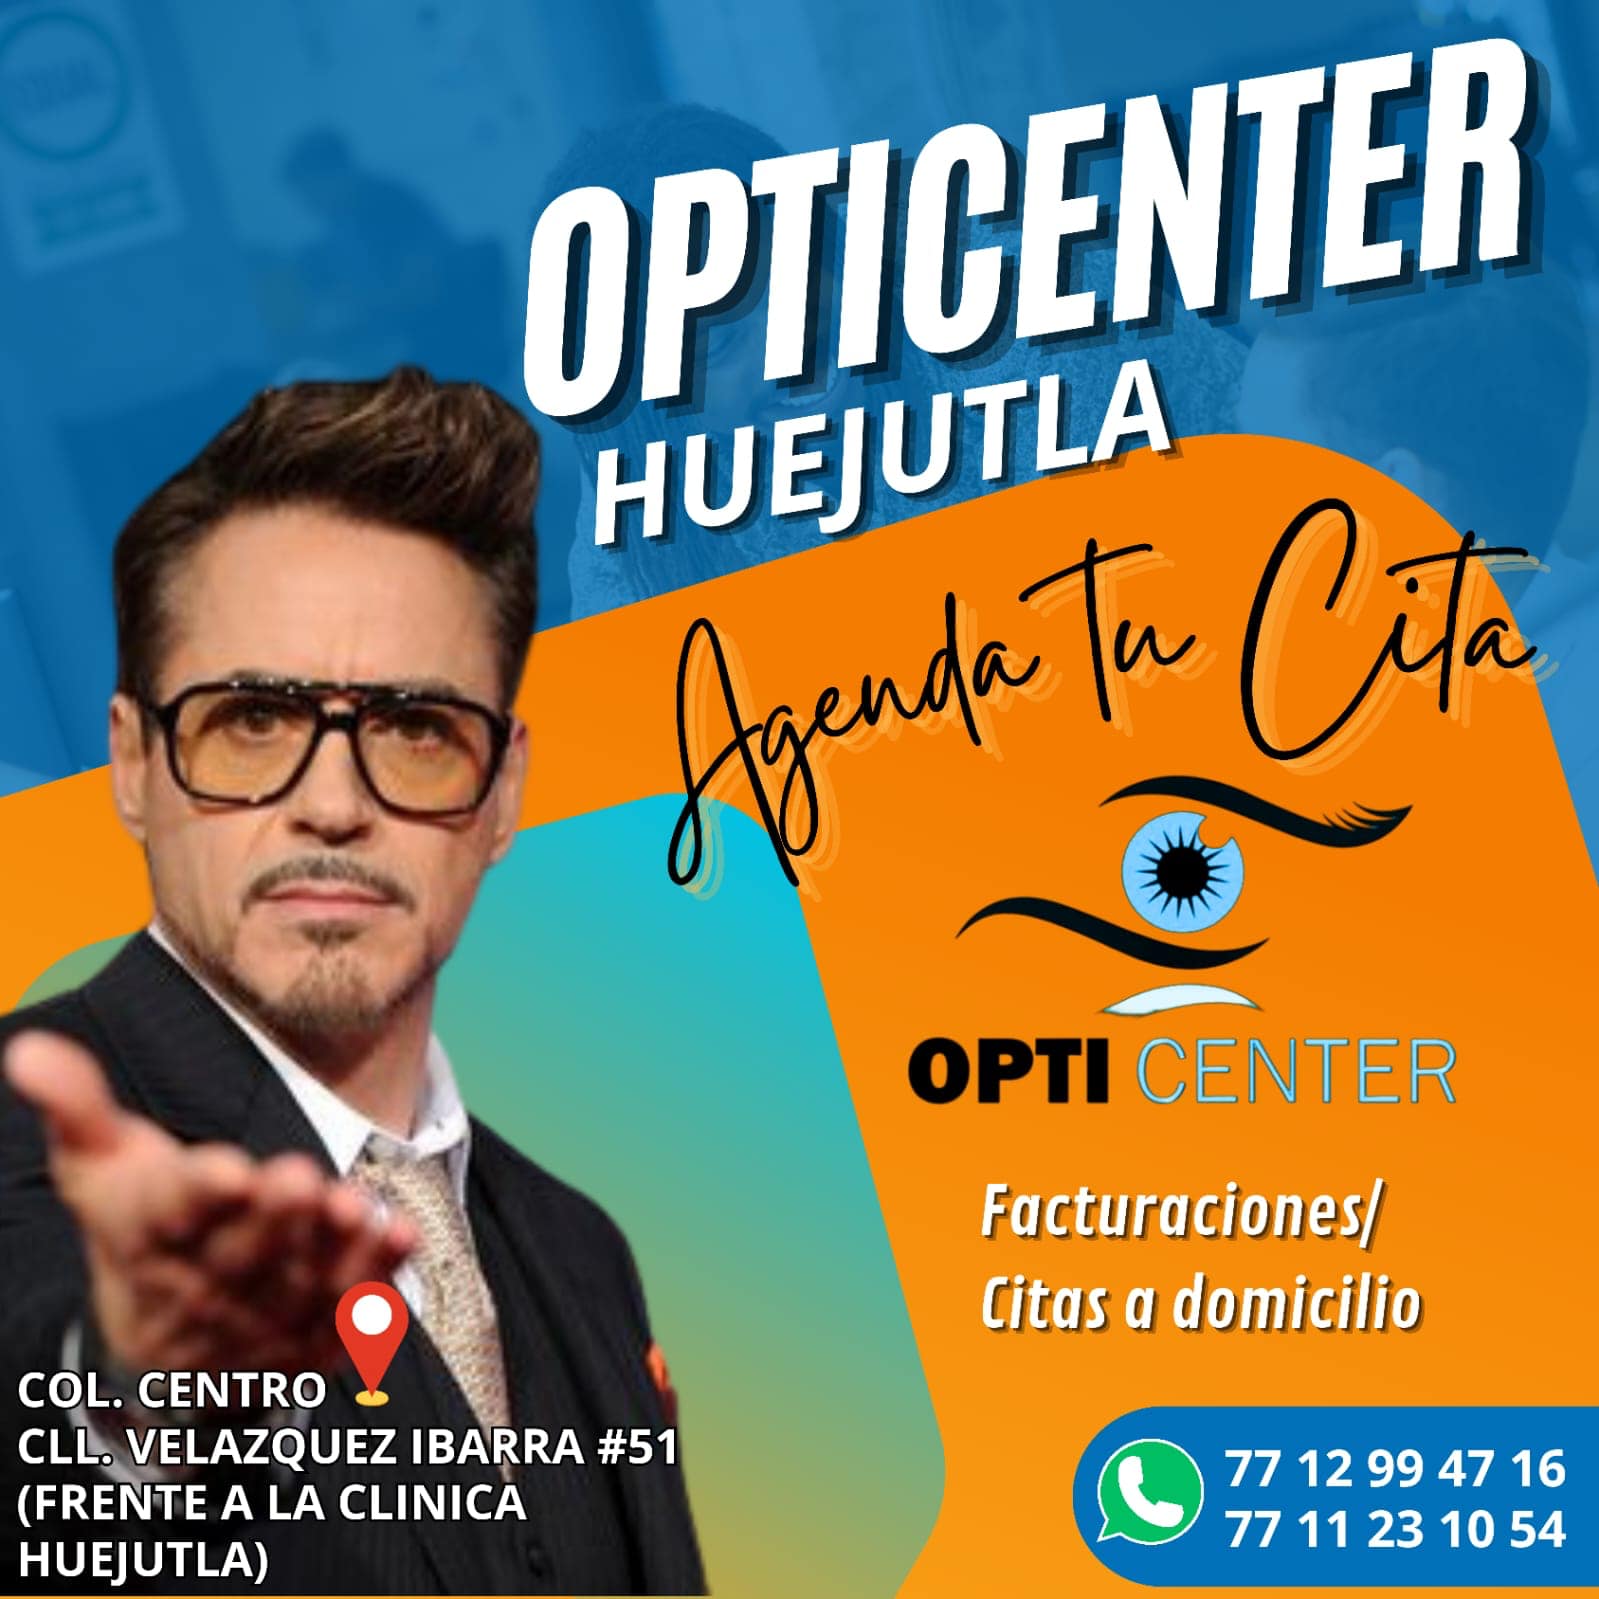 OPTICENTER
HUEJUTLA
Agenda Tu Cita
OPTI CENTER
Facturaciones/
Citas a domicilio
COL. CENTRO
CLL. VELAZQUEZ IBARRA #51
(FRENTE A LA CLINICA
HUEJUTLA)
77 12 99 47 16
77 11 23 10 54